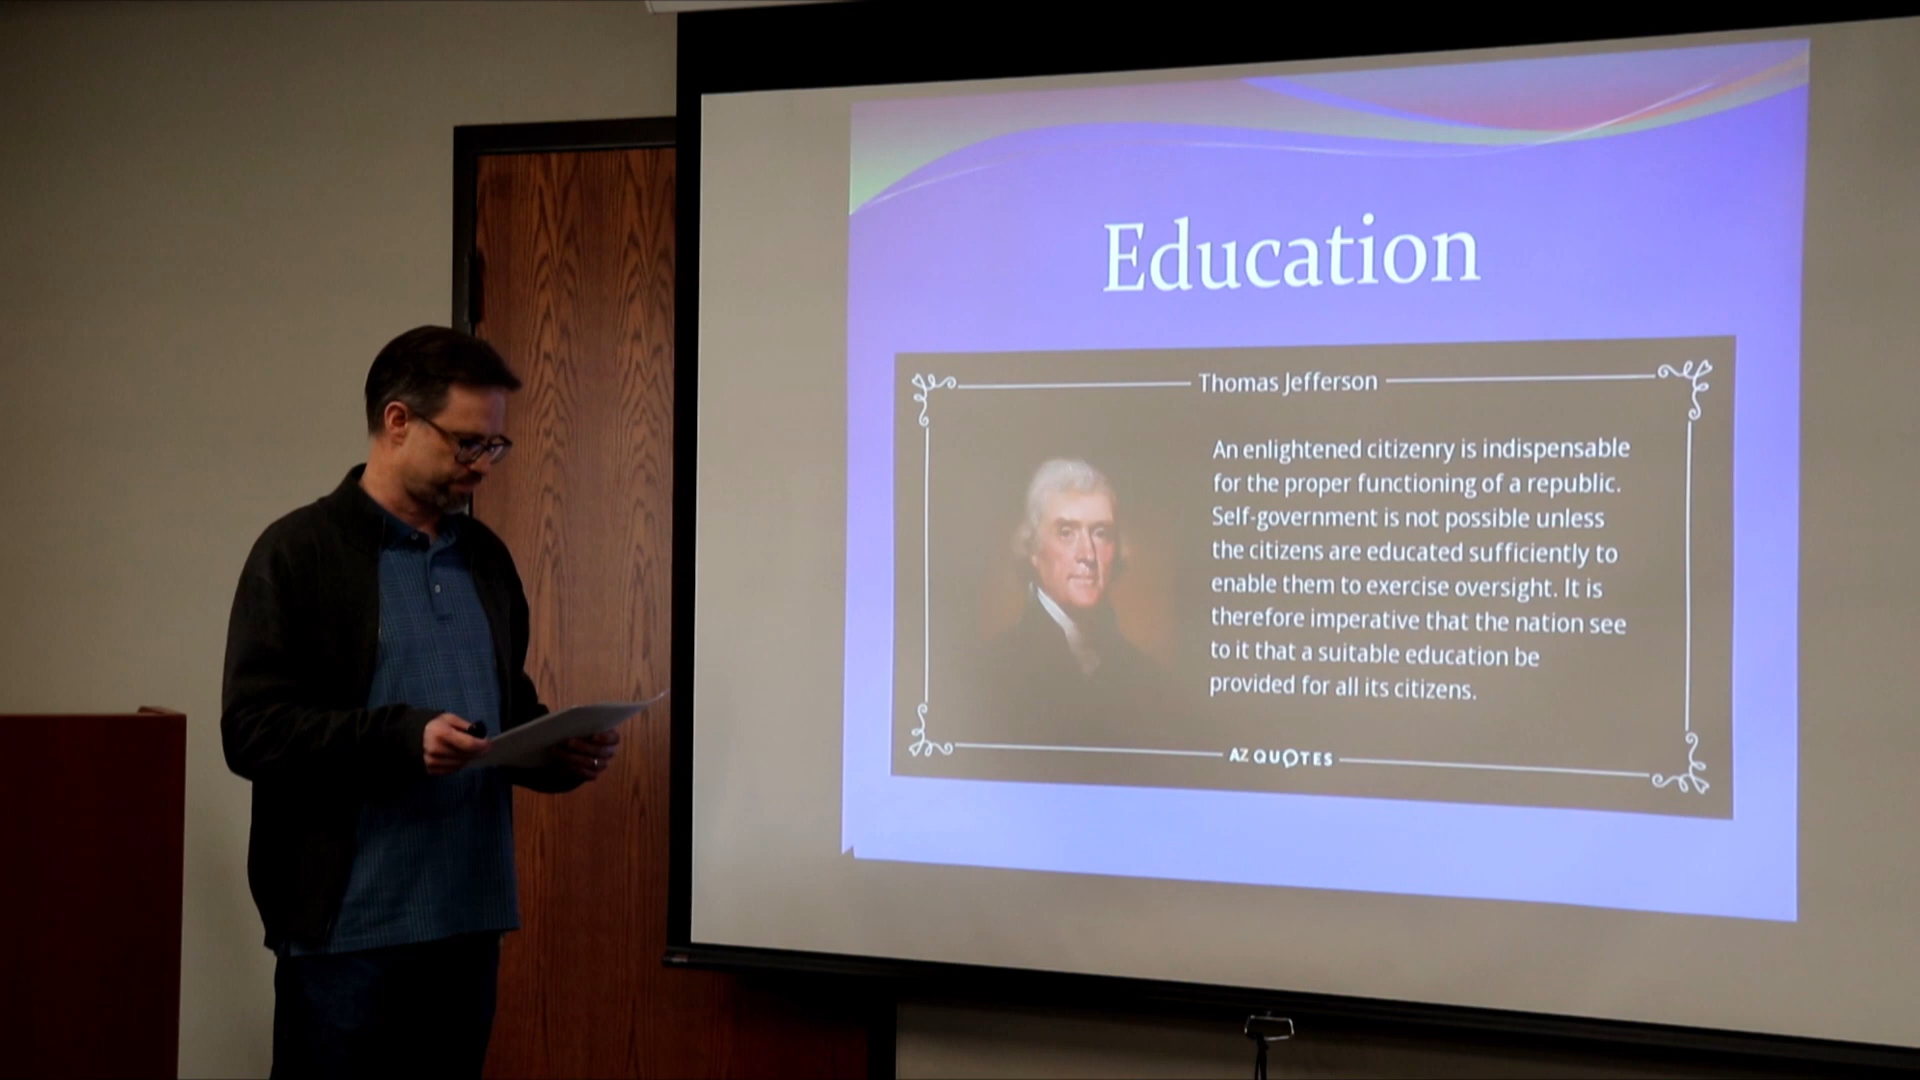 Education
Thomas Jefferson
An enlightened citizenry is indispensable
for the proper functioning of a republic.
Self-government is not possible unless
the citizens are educated sufficiently to
enable them to exercise oversight. It is
therefore imperative that the nation see
to it that a suitable education be
provided for all its citizens.
AZ QUOTES